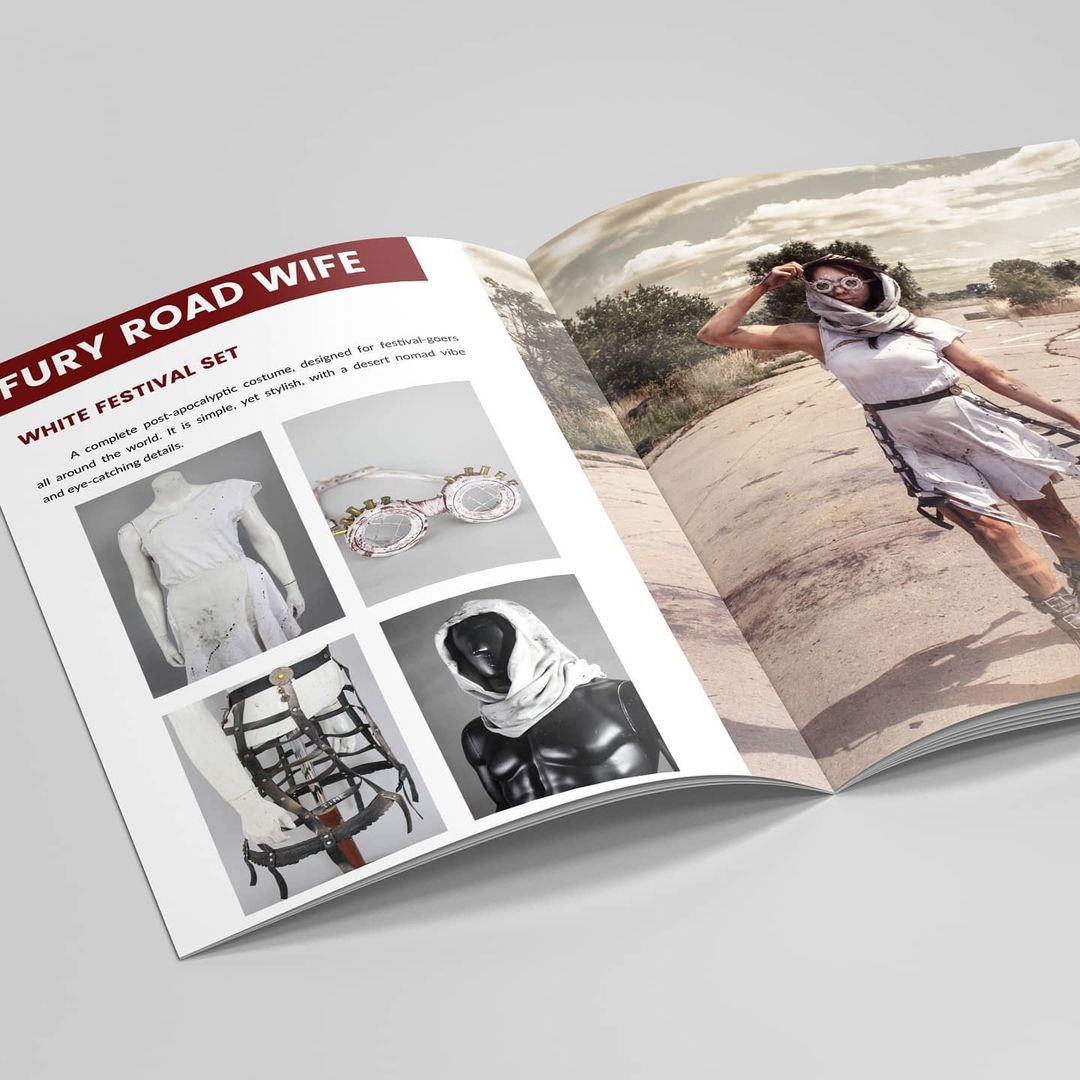 FURY ROAD WIFE
WHITE FESTIVAL SET
A complete post-apocalyptic costume, designed for festival-goers
all around the world. It is simple, yet stylish, with a desert nomad vibe
and eye-catching details.